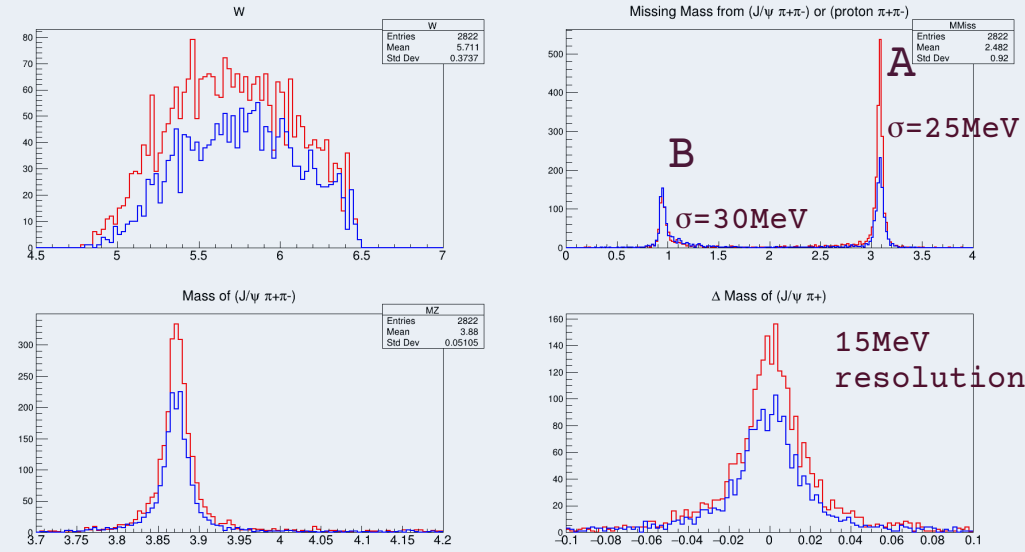 W
W
Entries 2822
Mean 5.711
Std Dev 0.3737
80
70
60
50
40
30
20
10
0
4.5 5 5.5 6 6.5 7
Missing Mass from (J/ψ π+π-) or (proton π+π-)
MMiss
Entries 2822
Mean 2.482
Std Dev 0.92
A
σ=25MeV
B
σ=30MeV
500
400
300
200
100
0
0 0.5 1 1.5 2 2.5 3 3.5 4
Mass of (J/ψ π+π-)
MZ
Entries 2822
Mean 3.88
Std Dev 0.05105
350
300
250
200
150
100
50
0
3.7 3.75 3.8 3.85 3.9 3.95 4 4.05 4.1 4.15 4.2
Δ Mass of (J/ψ π+)
15MeV
resolution
160
140
120
100
80
60
40
20
0
−0.1 −0.08 −0.06 −0.04 −0.02 0 0.02 0.04 0.06 0.08 0.1